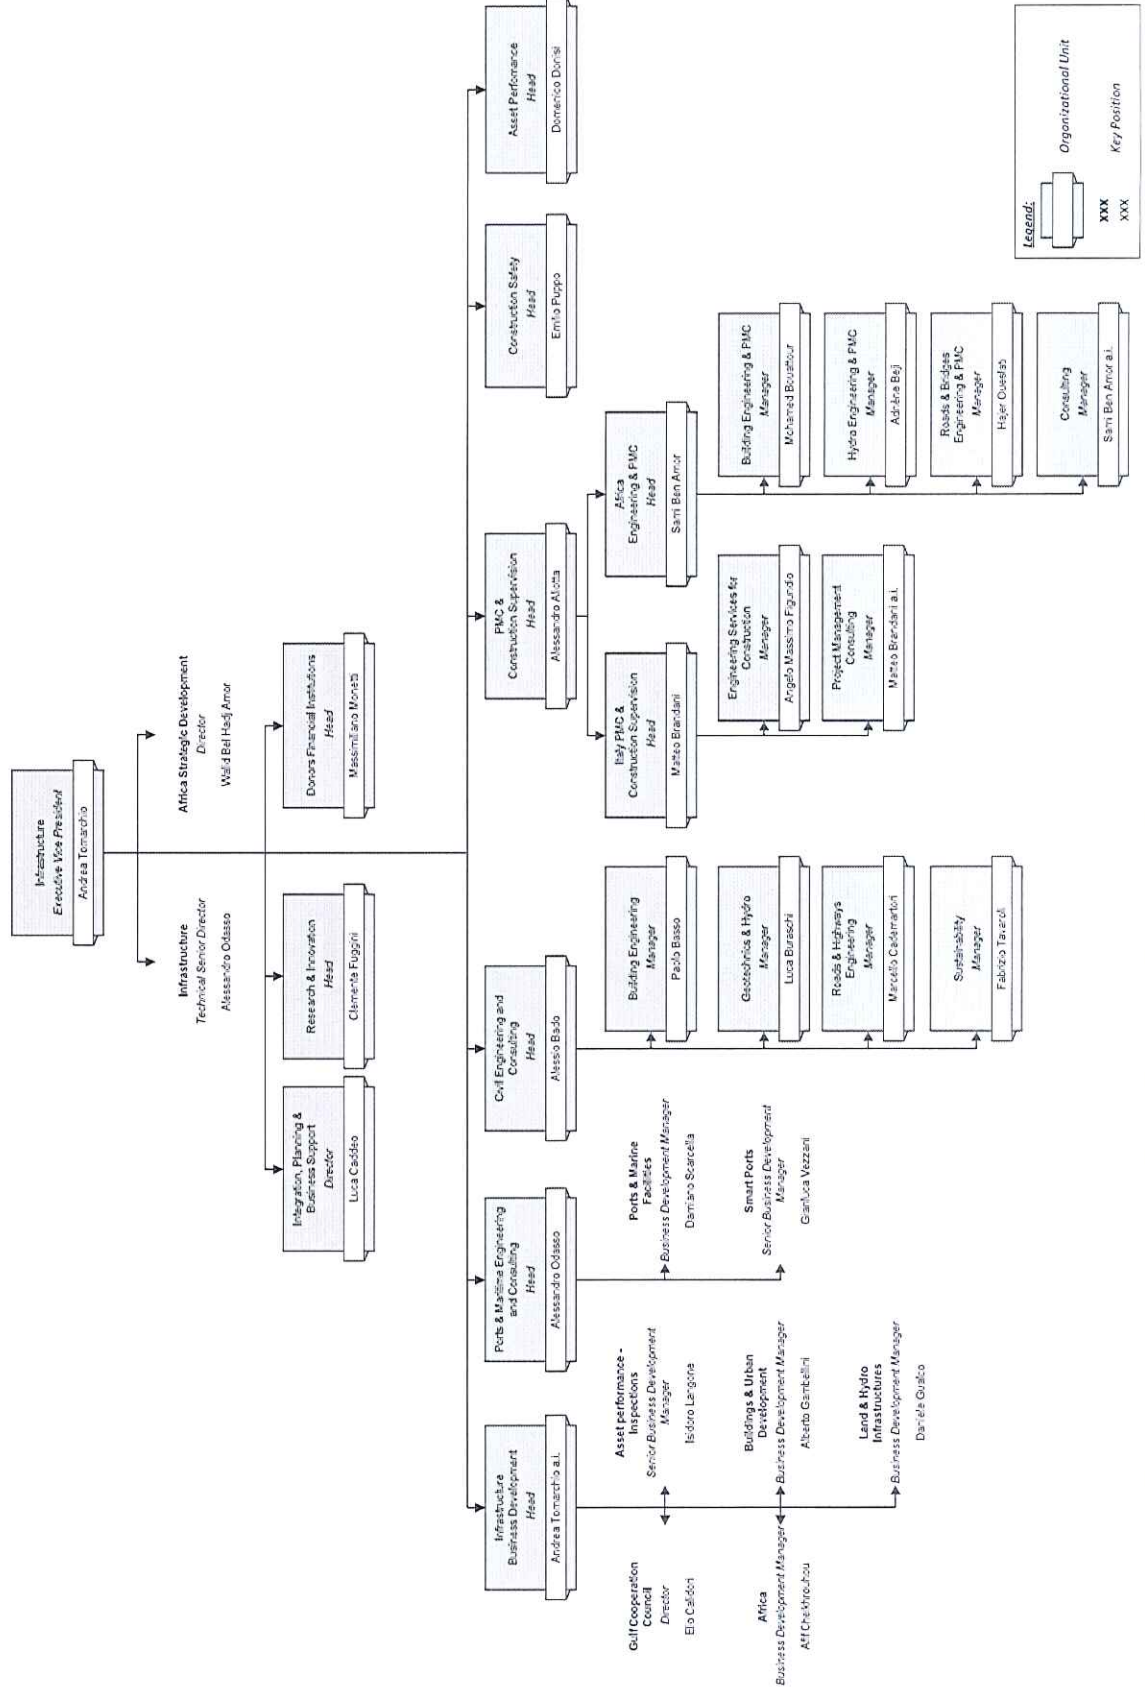 Infrastructure
Executive Vice President
Andrea Tomarchio
Infrastructure
Technical Senior Director
Alessandro Odasso
Africa Strategic Development
Director
Walid Bel Hadj Amor
Integration, Planning &
Business Support
Director
Luca Caddeo
Research & Innovation
Head
Clemente Fuggini
Donors Financial Institutions
Head
Massimiliano Monetti
Infrastructure
Business Development
Head
Andrea Tomarchio a.i.
Ports & Maritime Engineering
and Consulting
Head
Alessandro Odasso
Civil Engineering and
Consulting
Head
Alessio Bado
PMC &
Construction Supervision
Head
Alessandro Aliotta
Construction Safety
Head
Emilio Puppo
Asset Perfomance
Head
Domenico Donisi
Gulf Cooperation
Council
Director
Elio Calidori
Asset performance -
Inspections
Senior Business Development
Manager
Isidoro Langone
Africa
Business Development Manager
Afif Cheikhrouhou
Buildings & Urban
Development
Business Development Manager
Alberto Gambellini
Land & Hydro
Infrastructures
Business Development Manager
Daniele Gualco
Ports & Marine
Facilities
Business Development Manager
Damiano Scarcella
Smart Ports
Senior Business Development
Manager
Gianluca Vezzani
Building Engineering
Manager
Paolo Basso
Geotechnics & Hydro
Manager
Luca Buraschi
Roads & Highways
Engineering
Manager
Marcello Cademartori
Sustainability
Manager
Fabrizio Tavaroli
Italy PMC &
Construction Supervision
Head
Matteo Brandani
Engineering Services for
Construction
Manager
Angelo Massimo Figundio
Project Management
Consulting
Manager
Matteo Brandani a.i.
Africa
Engineering & PMC
Head
Sami Ben Amor
Building Engineering & PMC
Manager
Mohamed Bouattour
Hydro Engineering & PMC
Manager
Adnène Beji
Roads & Bridges
Engineering & PMC
Manager
Hajer Oueslati
Consulting
Manager
Sami Ben Amor a.i.
Legend:
Organizational Unit
XXX
XXX
Key Position